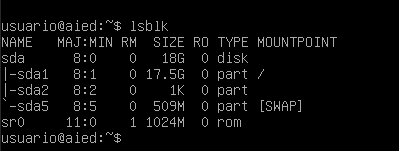 usuario@aied:~$ lsblk
NAME   MAJ:MIN RM  SIZE RO TYPE MOUNTPOINT
sda      8:0    0   18G  0 disk
|-sda1   8:1    0 17.5G  0 part /
|-sda2   8:2    0    1K  0 part
`-sda5   8:5    0  509M  0 part [SWAP]
sr0     11:0    1 1024M  0 rom
usuario@aied:~$